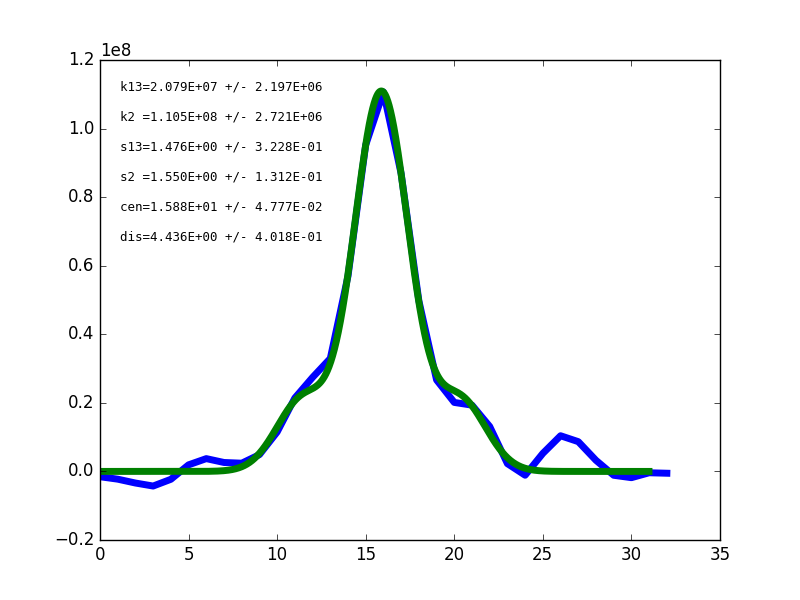 1e8
1.2
1.0
0.8
0.6
0.4
0.2
0.0
−0.2
k13=2.079E+07 +/- 2.197E+06
k2 =1.105E+08 +/- 2.721E+06
s13=1.476E+00 +/- 3.228E-01
s2 =1.550E+00 +/- 1.312E-01
cen=1.588E+01 +/- 4.777E-02
dis=4.436E+00 +/- 4.018E-01
0 5 10 15 20 25 30 35